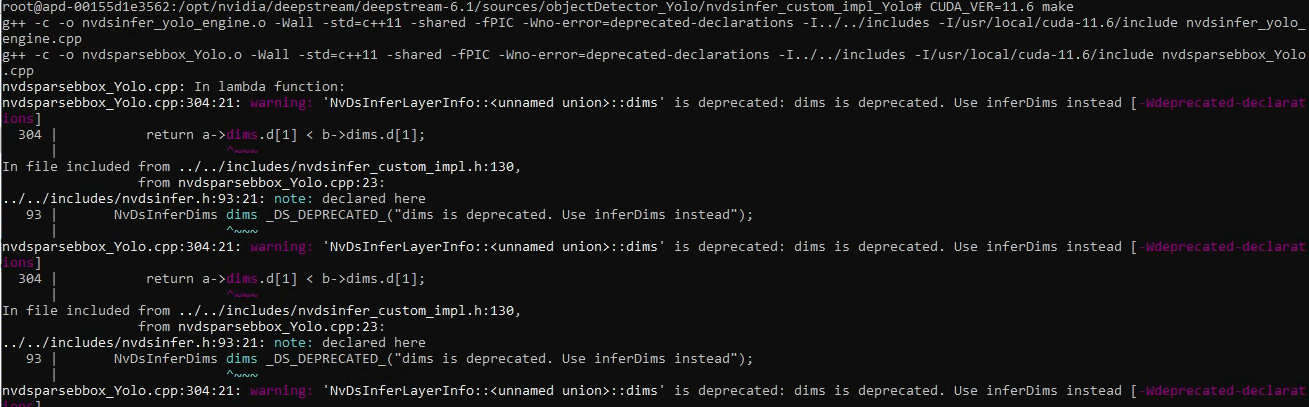 root@apd-00155d1e3562:/opt/nvidia/deepstream/deepstream-6.1/sources/objectDetector_Yolo/nvdsinfer_custom_impl_Yolo# CUDA_VER=11.6 make
g++ -c -o nvdsinfer_yolo_engine.o -Wall -std=c++11 -shared -fPIC -Wno-error=deprecated-declarations -I../../includes -I/usr/local/cuda-11.6/include nvdsinfer_yolo_
engine.cpp
g++ -c -o nvdsparsebbox_Yolo.o -Wall -std=c++11 -shared -fPIC -Wno-error=deprecated-declarations -I../../includes -I/usr/local/cuda-11.6/include nvdsparsebbox_Yolo
.cpp
nvdsparsebbox_Yolo.cpp: In lambda function:
nvdsparsebbox_Yolo.cpp:304:21: warning: 'NvDsInferLayerInfo::<unnamed union>::dims' is deprecated: dims is deprecated. Use inferDims instead [-Wdeprecated-declarat
ions]
  304 |           return a->dims.d[1] < b->dims.d[1];
      |                     ^~~~
In file included from ../../includes/nvdsinfer_custom_impl.h:130,
                 from nvdsparsebbox_Yolo.cpp:23:
../../includes/nvdsinfer.h:93:21: note: declared here
   93 |       NvDsInferDims dims _DS_DEPRECATED_("dims is deprecated. Use inferDims instead");
      |                     ^~~~
nvdsparsebbox_Yolo.cpp:304:21: warning: 'NvDsInferLayerInfo::<unnamed union>::dims' is deprecated: dims is deprecated. Use inferDims instead [-Wdeprecated-declarat
ions]
  304 |           return a->dims.d[1] < b->dims.d[1];
      |                     ^~~~
In file included from ../../includes/nvdsinfer_custom_impl.h:130,
                 from nvdsparsebbox_Yolo.cpp:23:
../../includes/nvdsinfer.h:93:21: note: declared here
   93 |       NvDsInferDims dims _DS_DEPRECATED_("dims is deprecated. Use inferDims instead");
      |                     ^~~~
nvdsparsebbox_Yolo.cpp:304:21: warning: 'NvDsInferLayerInfo::<unnamed union>::dims' is deprecated: dims is deprecated. Use inferDims instead [-Wdeprecated-declarat
ions]